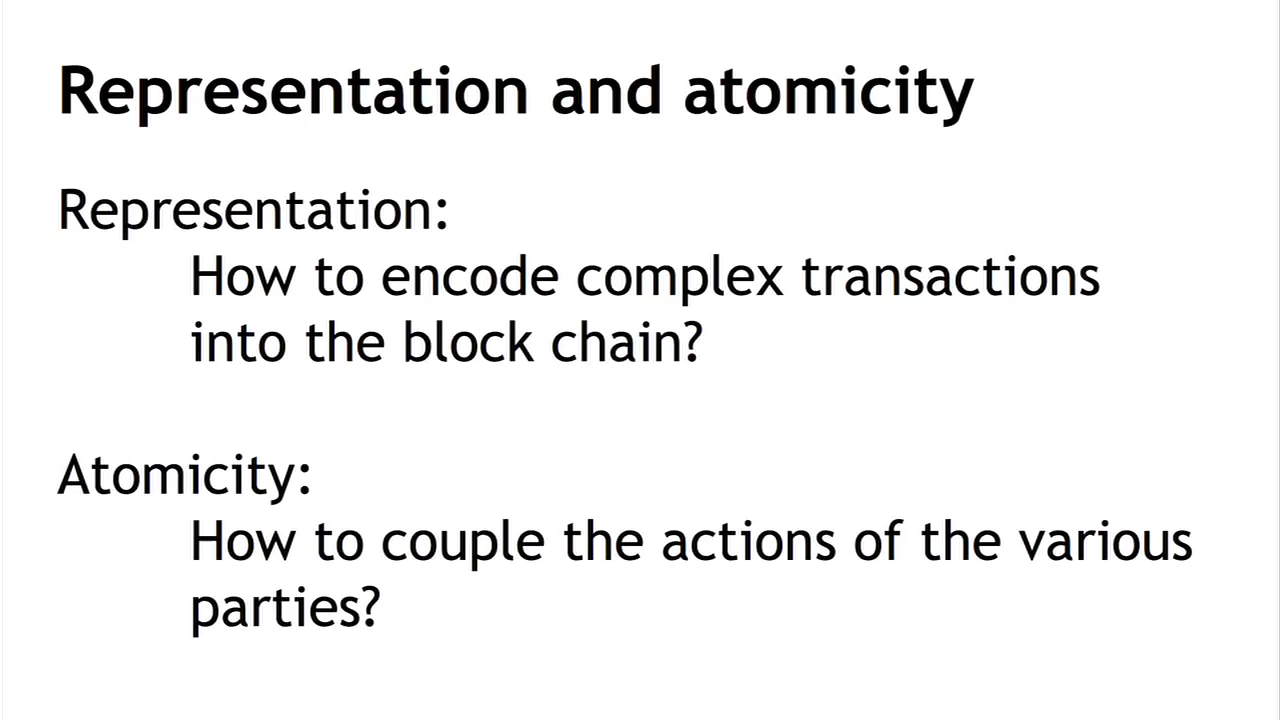 Representation and atomicity
Representation:
How to encode complex transactions
into the block chain?
Atomicity:
How to couple the actions of the various
parties?